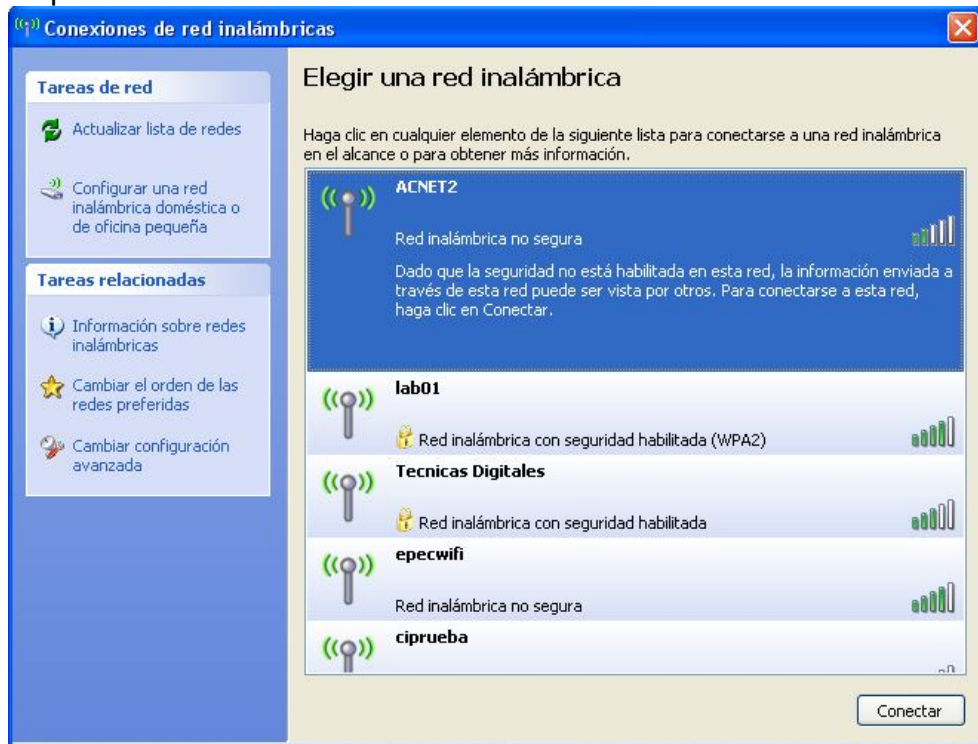 Conexiones de red inalámbricas
Tareas de red
Actualizar lista de redes
Configurar una red
inalámbrica doméstica o
de oficina pequeña
Tareas relacionadas
Información sobre redes
inalámbricas
Cambiar el orden de las
redes preferidas
Cambiar configuración
avanzada
Elegir una red inalámbrica
Haga clic en cualquier elemento de la siguiente lista para conectarse a una red inalámbrica
en el alcance o para obtener más información.
ACNET2
Red inalámbrica no segura
Dado que la seguridad no está habilitada en esta red, la información enviada a
través de esta red puede ser vista por otros. Para conectarse a esta red,
haga clic en Conectar.
lab01
Red inalámbrica con seguridad habilitada (WPA2)
Tecnicas Digitales
Red inalámbrica con seguridad habilitada
epecwifi
Red inalámbrica no segura
ciprueba
Conectar